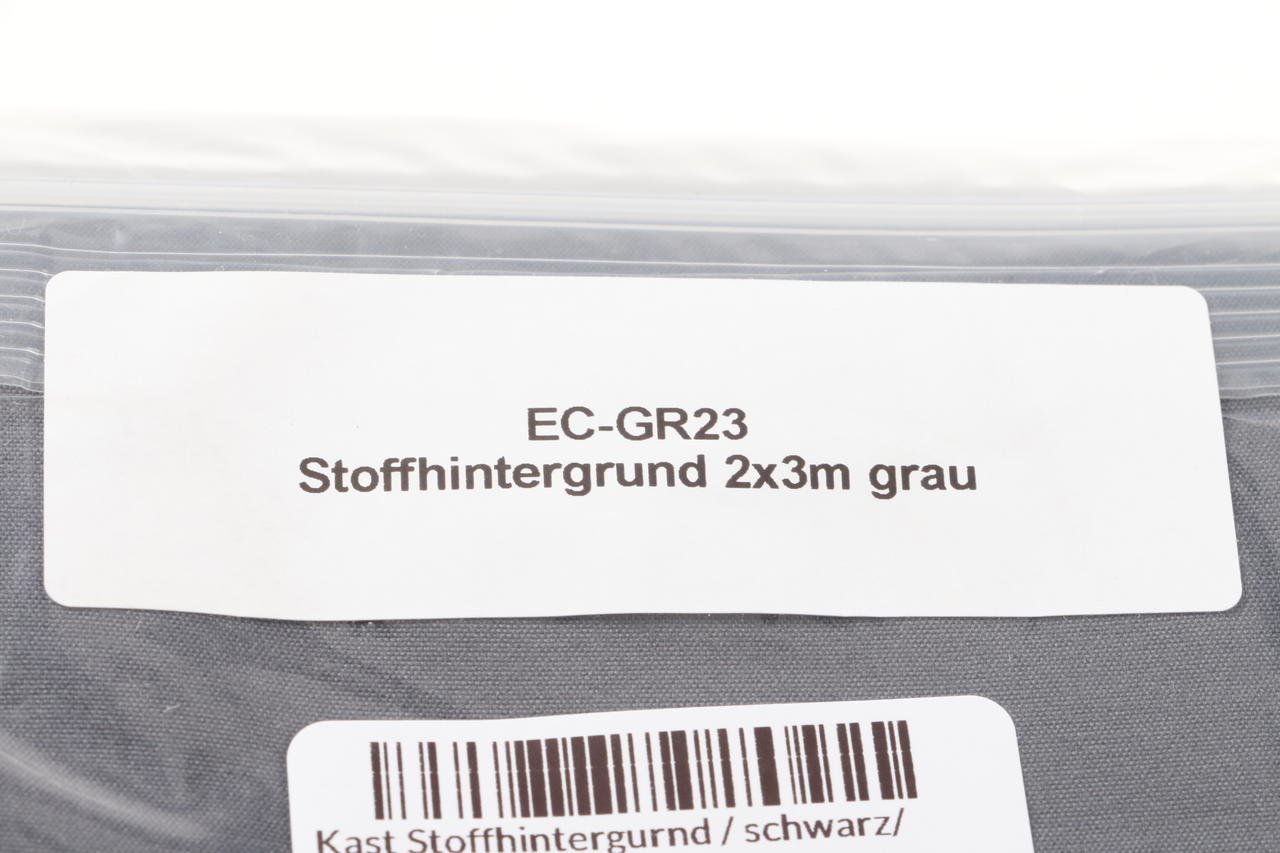 EC-GR23
Stoffhintergrund 2x3m grau
Kast Stoffhintergurnd / schwarz/